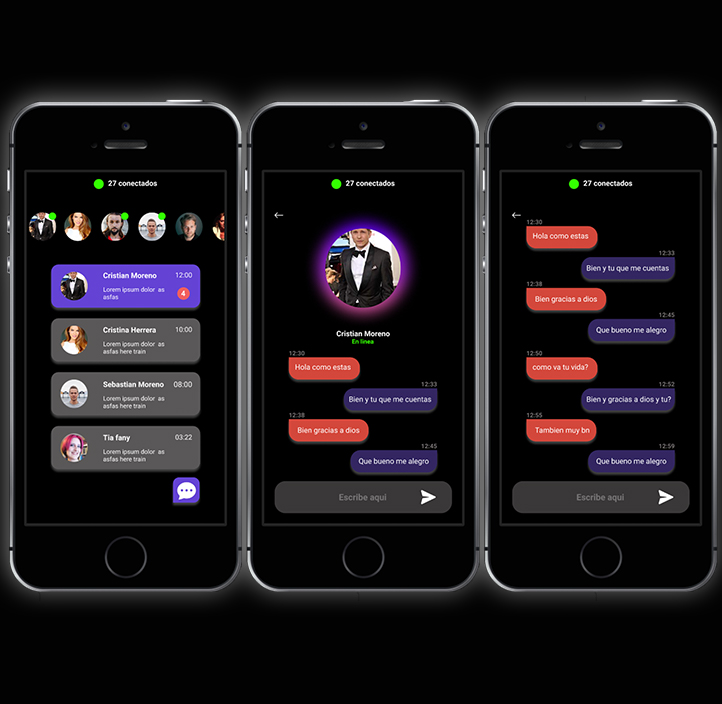 27 conectados
Cristian Moreno 12:00
Lorem ipsum dolor as
asfas
4
Cristina Herrera 10:00
Lorem ipsum dolor as
asfas here train
Sebastian Moreno 08:00
Lorem ipsum dolor as
asfas here train
Tia fany 03:22
Lorem ipsum dolor as
asfas here train
27 conectados
Cristian Moreno
En linea
12:30
Hola como estas
12:33
Bien y tu que me cuentas
12:38
Bien gracias a dios
12:45
Que bueno me alegro
Escribe aqui
27 conectados
12:30
Hola como estas
12:33
Bien y tu que me cuentas
12:38
Bien gracias a dios
12:45
Que bueno me alegro
12:50
como va tu vida?
12:52
Bien y gracias a dios y tu?
12:55
Tambien muy bn
12:59
Que bueno me alegro
Escribe aqui